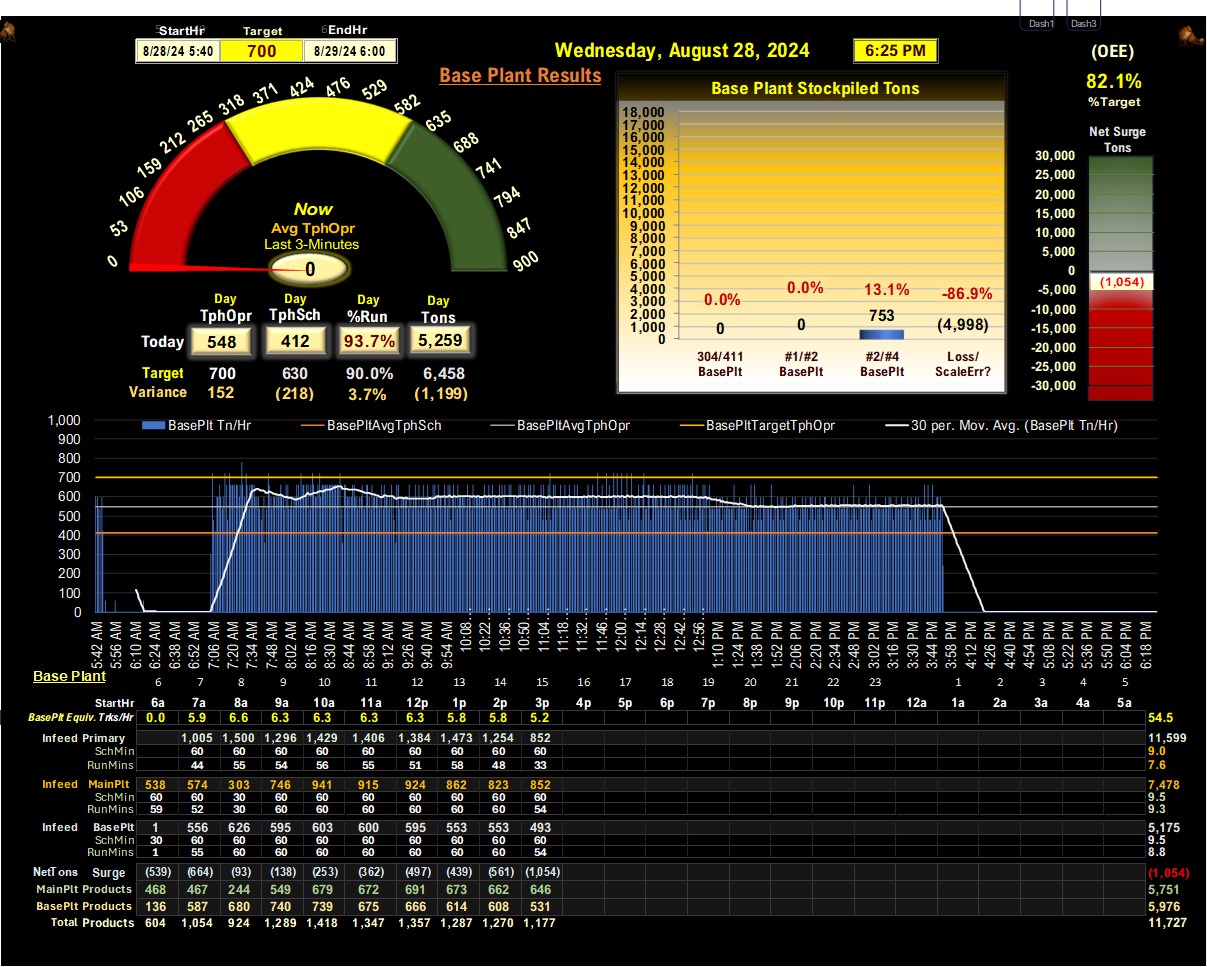 Dash1 Dash3
StartHr Target EndHr
8/28/24 5:40 700 8/29/24 6:00
Wednesday, August 28, 2024 6:25 PM
Base Plant Results
(OEE)
82.1%
%Target
Net Surge
Tons
30,000
25,000
20,000
15,000
10,000
5,000
0
(1,054)
-5,000
-10,000
-15,000
-20,000
-25,000
-30,000
0 53 106 159 212 265 318 371 424 476 529 582 635 688 741 794 847 900
Now
Avg TphOpr
Last 3-Minutes
0
Base Plant Stockpiled Tons
18,000
17,000
16,000
15,000
14,000
13,000
12,000
11,000
10,000
9,000
8,000
7,000
6,000
5,000
4,000
3,000
2,000
1,000
0
0.0% 0.0% 13.1% -86.9%
0 0 753 (4,998)
304/411 #1/#2 #2/#4 Loss/
BasePlt BasePlt BasePlt ScaleErr?
Day Day Day Day
TphOpr TphSch %Run Tons
Today 548 412 93.7% 5,259
Target 700 630 90.0% 6,458
Variance 152 (218) 3.7% (1,199)
BasePlt Tn/Hr BasePltAvgTphSch BasePltAvgTphOpr BasePltTargetTphOpr 30 per. Mov. Avg. (BasePlt Tn/Hr)
1,000
900
800
700
600
500
400
300
200
100
0
5:42 AM 5:56 AM 6:10 AM 6:24 AM 6:38 AM 6:52 AM 7:06 AM 7:20 AM 7:34 AM 7:48 AM 8:02 AM 8:16 AM 8:30 AM 8:44 AM 8:58 AM 9:12 AM 9:26 AM 9:40 AM 9:54 AM 10:08... 10:22... 10:36... 10:50... 11:04... 11:18... 11:32... 11:46... 12:00... 12:14... 12:28... 12:42... 12:56... 1:10 PM 1:24 PM 1:38 PM 1:52 PM 2:06 PM 2:20 PM 2:34 PM 2:48 PM 3:02 PM 3:16 PM 3:30 PM 3:44 PM 3:58 PM 4:12 PM 4:26 PM 4:40 PM 4:54 PM 5:08 PM 5:22 PM 5:36 PM 5:50 PM 6:04 PM 6:18 PM
Base Plant
6 7 8 9 10 11 12 13 14 15 16 17 18 19 20 21 22 23 1 2 3 4 5
StartHr 6a 7a 8a 9a 10a 11a 12p 1p 2p 3p 4p 5p 6p 7p 8p 9p 10p 11p 12a 1a 2a 3a 4a 5a
BasePlt Equiv. Trks/Hr 0.0 5.9 6.6 6.3 6.3 6.3 6.3 5.8 5.8 5.2 54.5
Infeed Primary 1,005 1,500 1,296 1,429 1,406 1,384 1,473 1,254 852 11,599
SchMin 60 60 60 60 60 60 60 60 60 9.0
RunMins 44 55 54 56 55 51 58 48 33 7.6
Infeed MainPlt 538 574 303 746 941 915 924 862 823 852 7,478
SchMin 60 60 30 60 60 60 60 60 60 60 9.5
RunMins 59 52 30 60 60 60 60 60 60 54 9.3
Infeed BasePlt 1 556 626 595 603 600 595 553 553 493 5,175
SchMin 30 60 60 60 60 60 60 60 60 60 9.5
RunMins 1 55 60 60 60 60 60 60 60 54 8.8
NetTons Surge (539) (664) (93) (138) (253) (362) (497) (439) (561) (1,054) (1,054)
MainPlt Products 468 467 244 549 679 672 691 673 662 646 5,751
BasePlt Products 136 587 680 740 739 675 666 614 608 531 5,976
Total Products 604 1,054 924 1,289 1,418 1,347 1,357 1,287 1,270 1,177 11,727